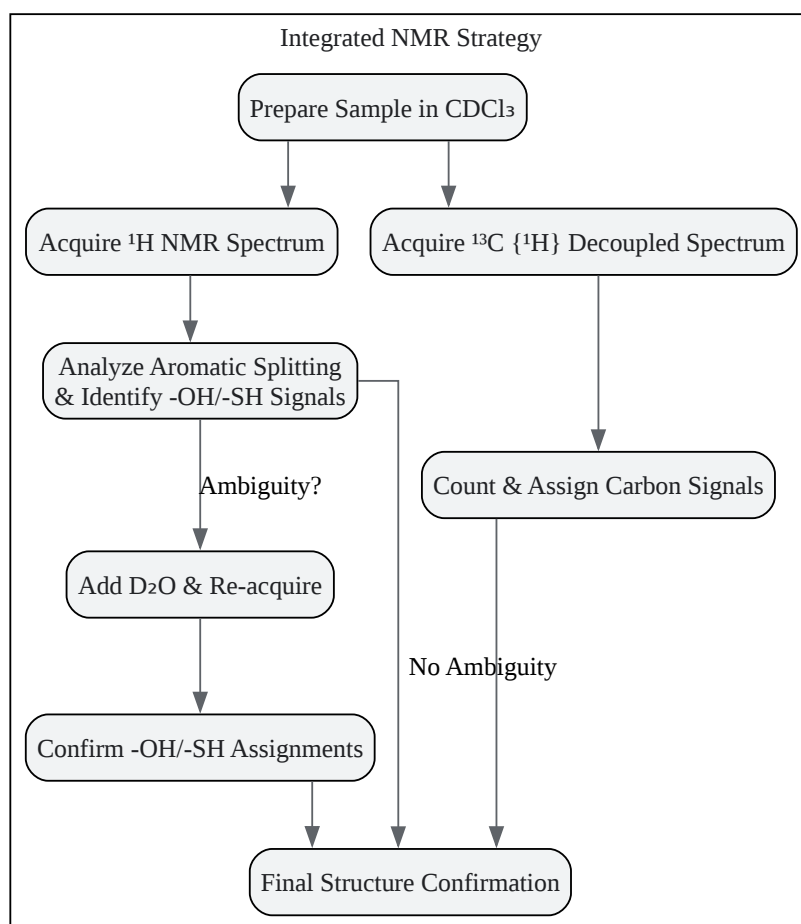 Integrated NMR Strategy
Prepare Sample in CDCl₃
Acquire ¹H NMR Spectrum
Acquire ¹³C {¹H} Decoupled Spectrum
Analyze Aromatic Splitting
& Identify -OH/-SH Signals
Ambiguity?
Count & Assign Carbon Signals
Add D₂O & Re-acquire
No Ambiguity
Confirm -OH/-SH Assignments
Final Structure Confirmation